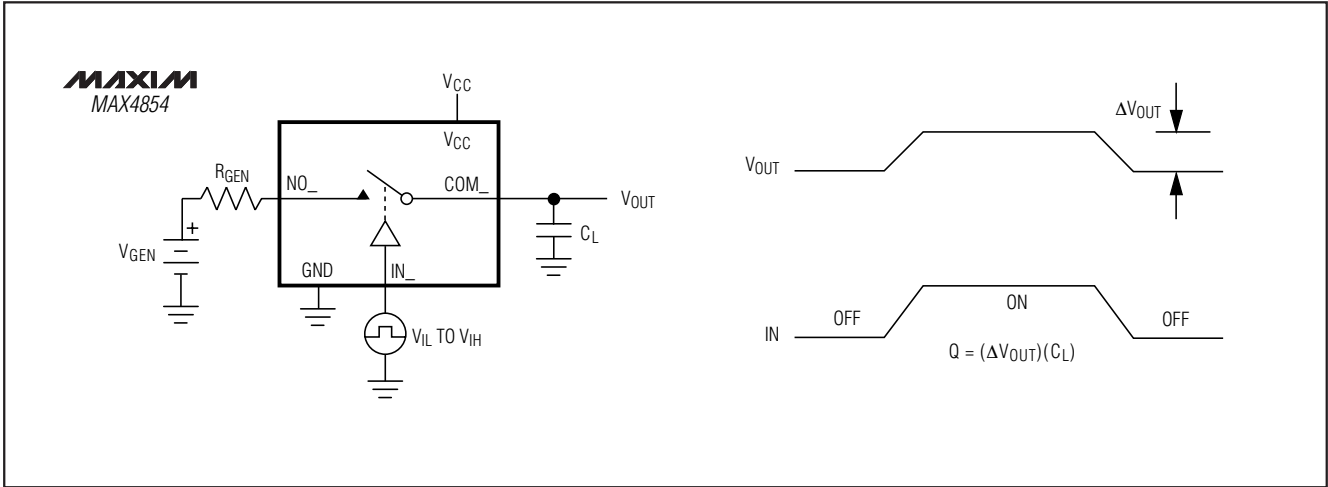 MAXIM
MAX4854
VCC
VCC
RGEN
NO_
COM_
VOUT
CL
VGEN
+
GND
IN_
VIL TO VIH
ΔVOUT
VOUT
IN
OFF
ON
OFF
Q = (ΔVOUT)(CL)